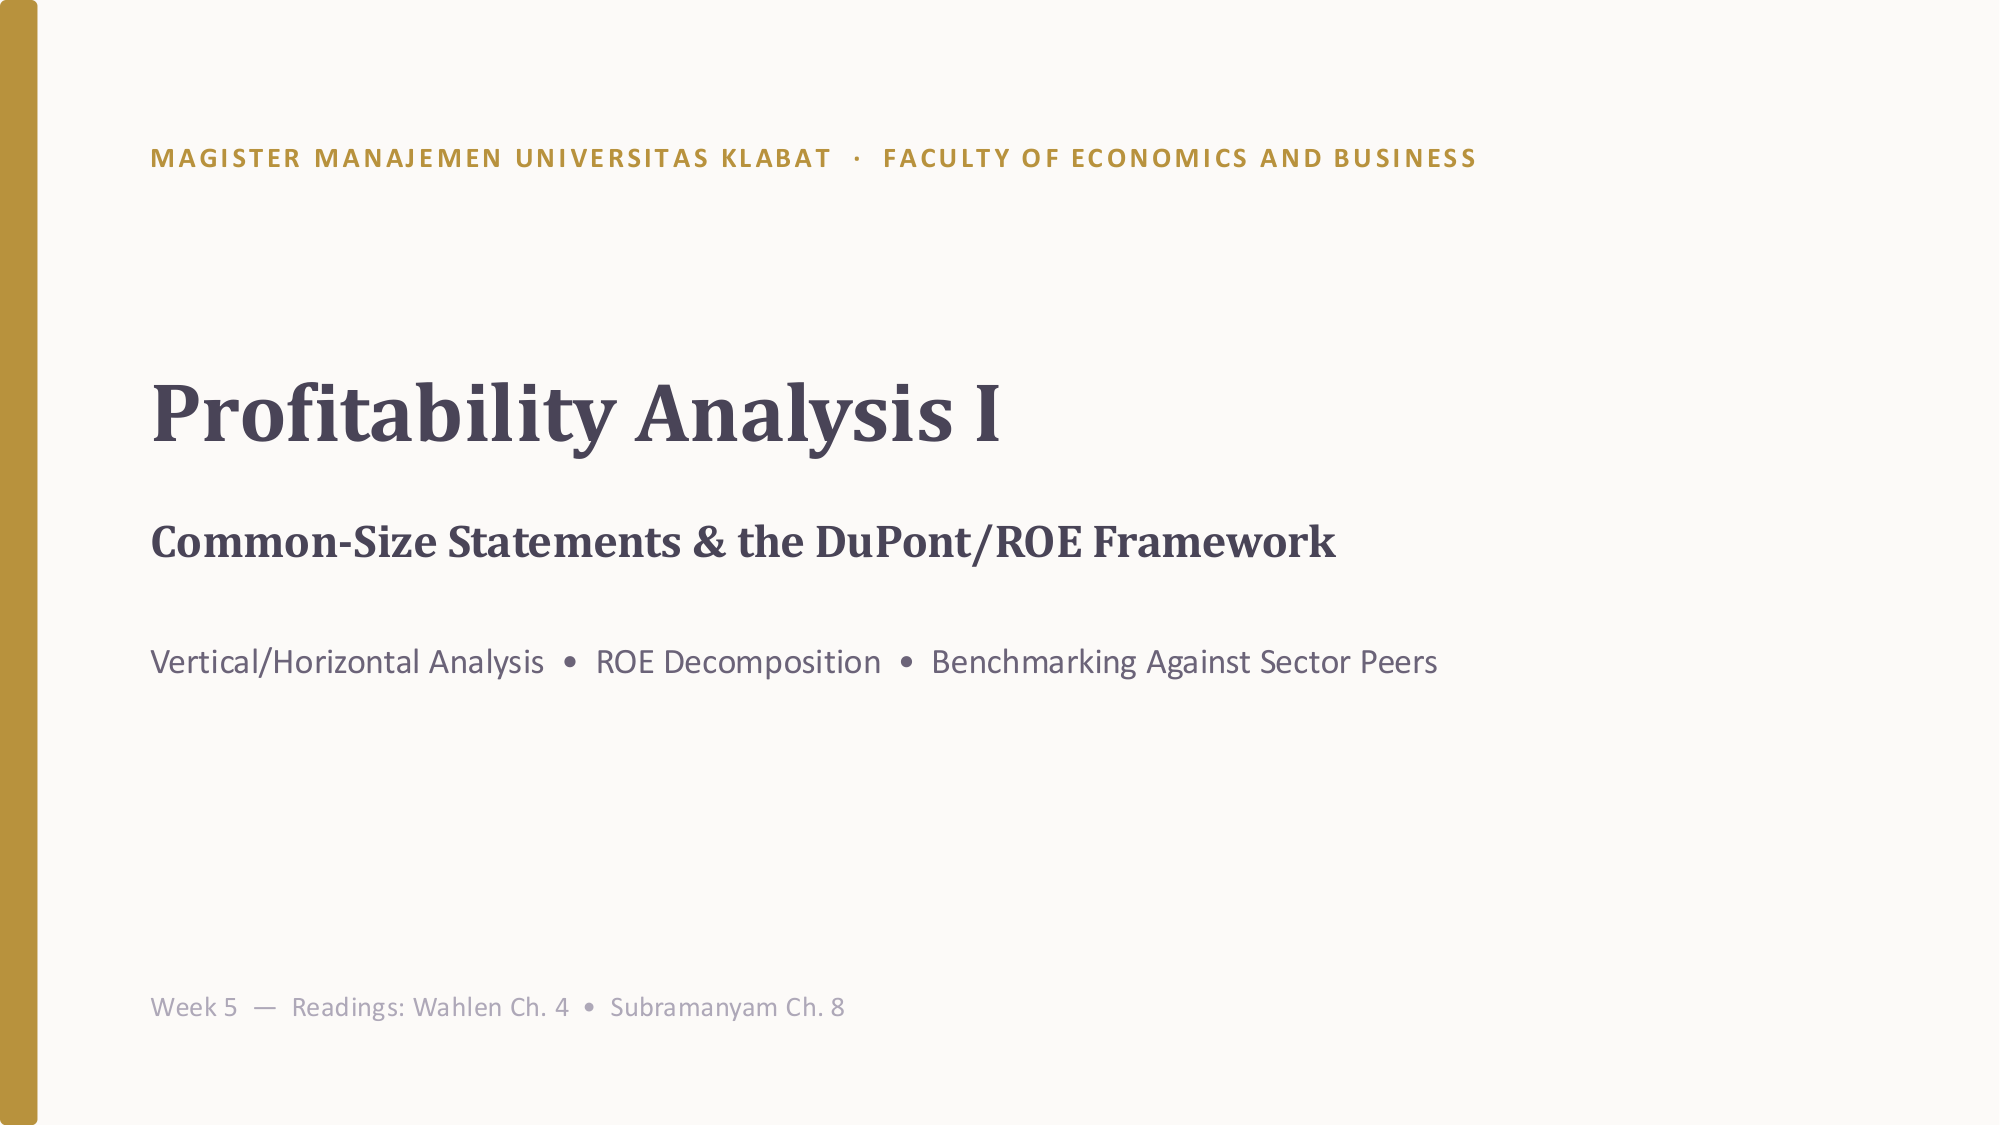 MAGISTER MANAJEMEN UNIVERSITAS KLABAT · FACULTY OF ECONOMICS AND BUSINESS
Profitability Analysis I
Common-Size Statements & the DuPont/ROE Framework
Vertical/Horizontal Analysis • ROE Decomposition • Benchmarking Against Sector Peers
Week 5 — Readings: Wahlen Ch. 4 • Subramanyam Ch. 8